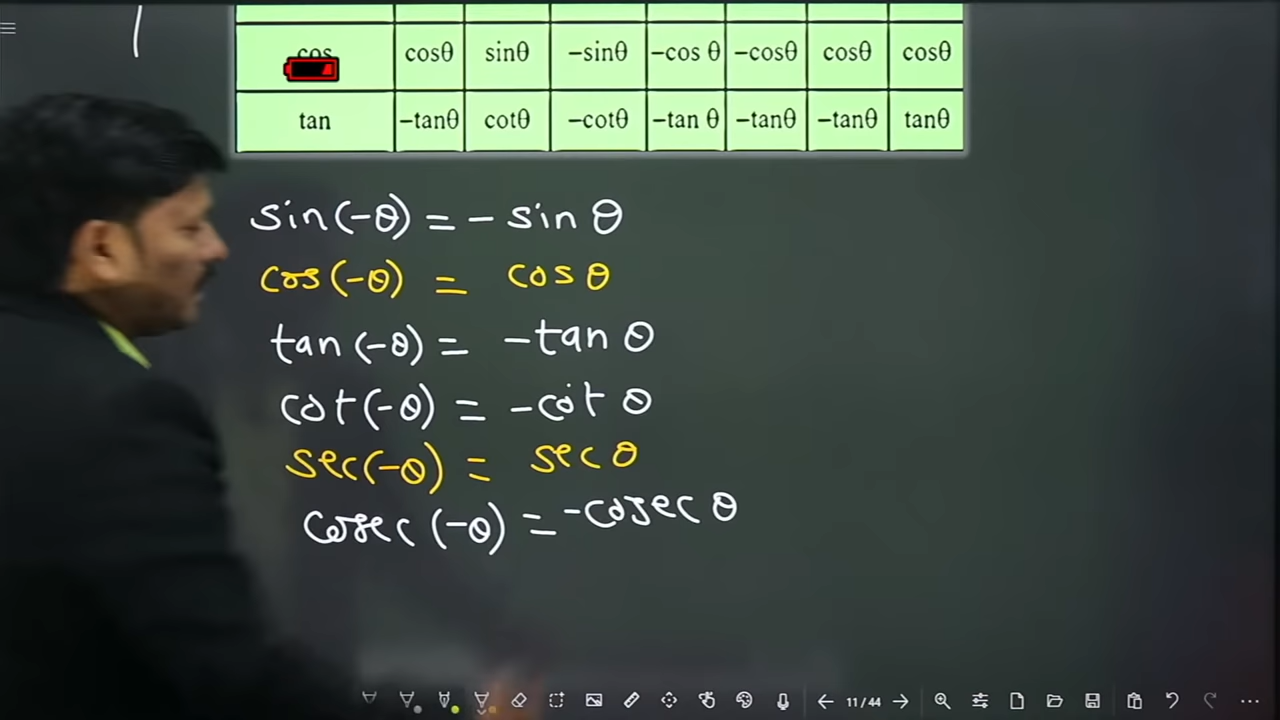 cos cosθ sinθ −sinθ −cos θ −cosθ cosθ cosθ
tan −tanθ cotθ −cotθ −tan θ −tanθ −tanθ tanθ
sin(-θ) = - sin θ
cos(-θ) = cos θ
tan(-θ) = -tan θ
cot(-θ) = -cot θ
sec(-θ) = sec θ
cosec(-θ) = -cosec θ
11/44